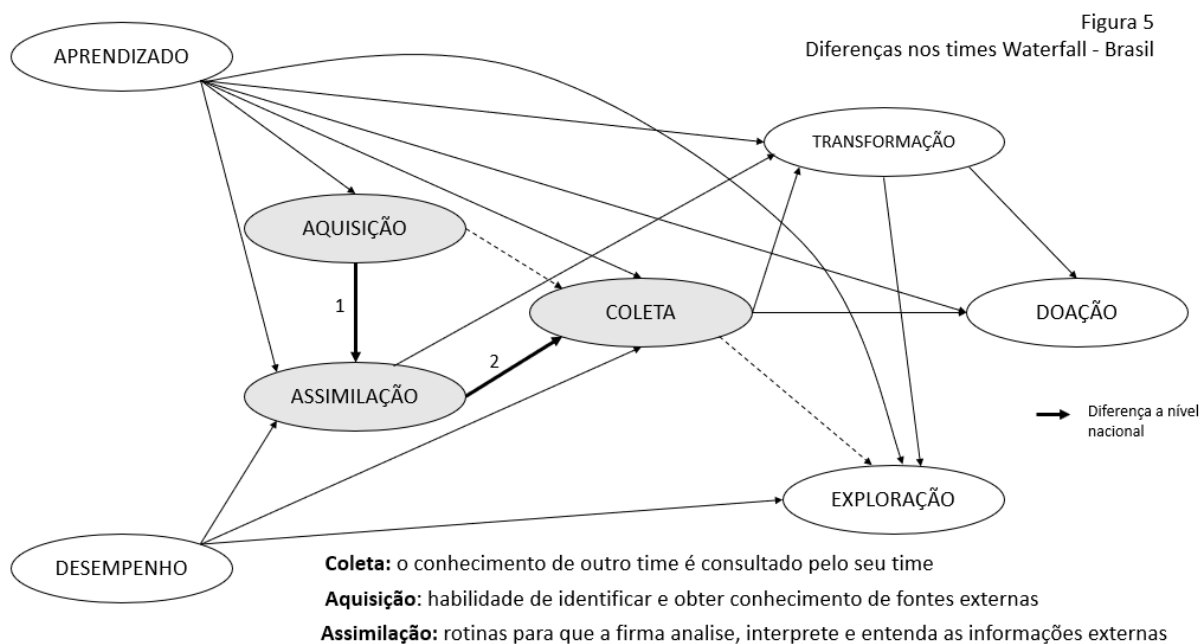 Figura 5
Diferenças nos times Waterfall - Brasil
APRENDIZADO
TRANSFORMAÇÃO
AQUISIÇÃO
1
COLETA
DOAÇÃO
2
ASSIMILAÇÃO
Diferença a nível
nacional
EXPLORAÇÃO
DESEMPENHO
Coleta: o conhecimento de outro time é consultado pelo seu time
Aquisição: habilidade de identificar e obter conhecimento de fontes externas
Assimilação: rotinas para que a firma analise, interprete e entenda as informações externas